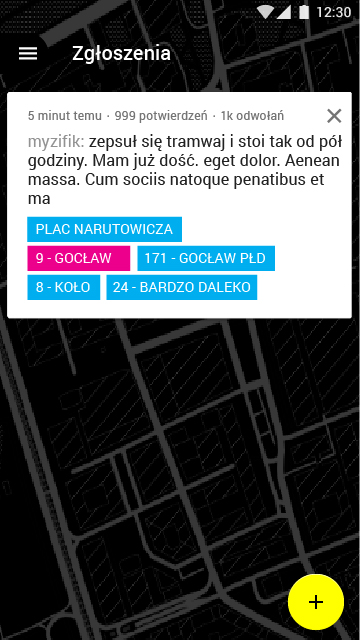 12:30
Zgłoszenia
5 minut temu · 999 potwierdzeń · 1k odwołań
myzifik: zepsuł się tramwaj i stoi tak od pół
godziny. Mam już dość. eget dolor. Aenean
massa. Cum sociis natoque penatibus et
ma
PLAC NARUTOWICZA
9 - GOCŁAW 171 - GOCŁAW PŁD
8 - KOŁO 24 - BARDZO DALEKO
+